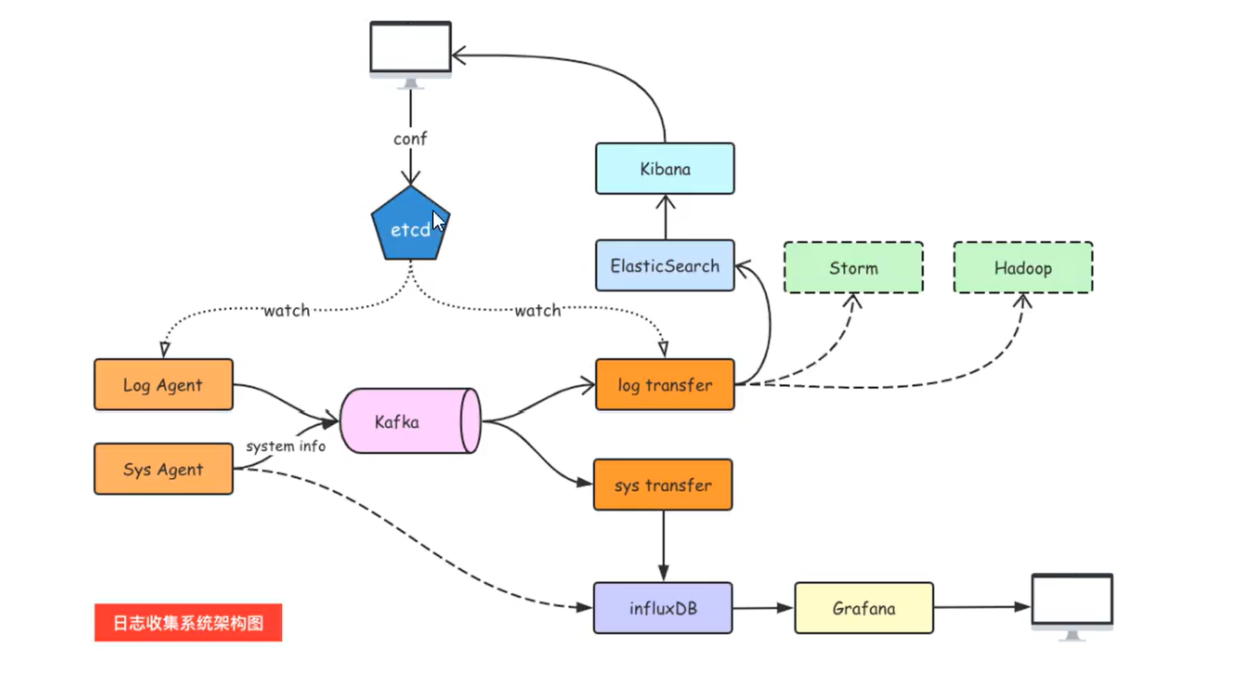 conf
Kibana
etcd
ElasticSearch
Storm
Hadoop
watch
watch
Log Agent
log transfer
Kafka
system info
Sys Agent
sys transfer
influxDB
Grafana
日志收集系统架构图